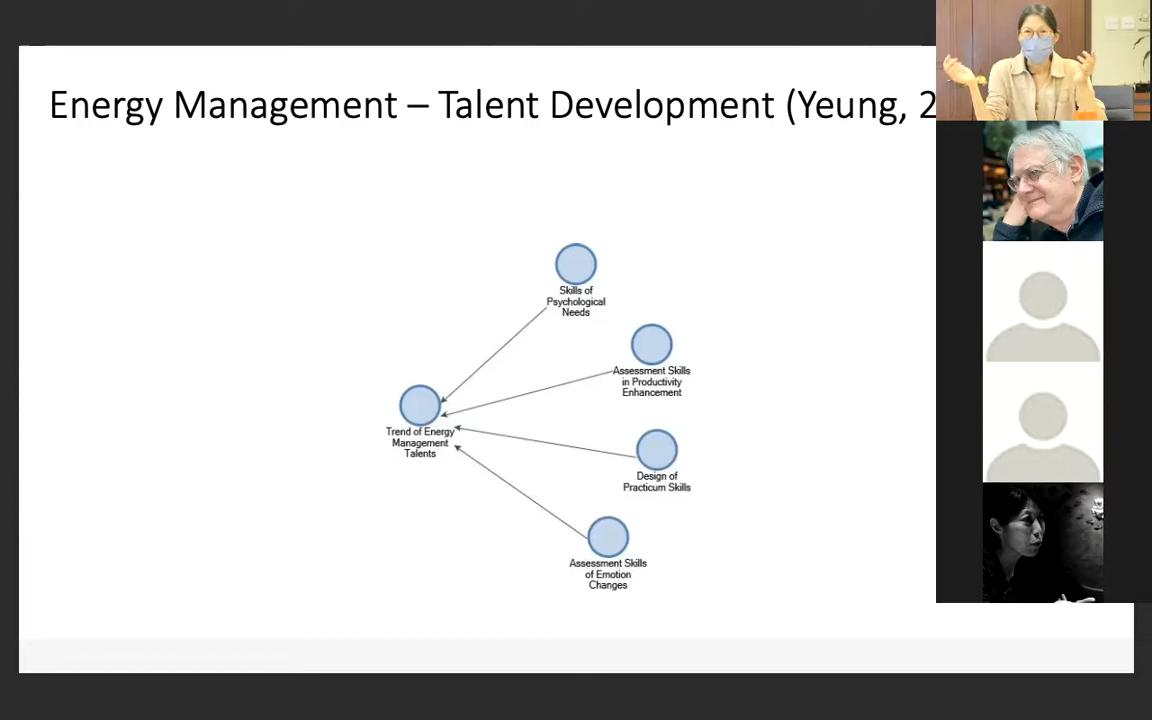 Energy Management – Talent Development (Yeung, 2
Skills of
Psychological
Needs
Assessment Skills
in Productivity
Enhancement
Trend of Energy
Management
Talents
Design of
Practicum Skills
Assessment Skills
of Emotion
Changes